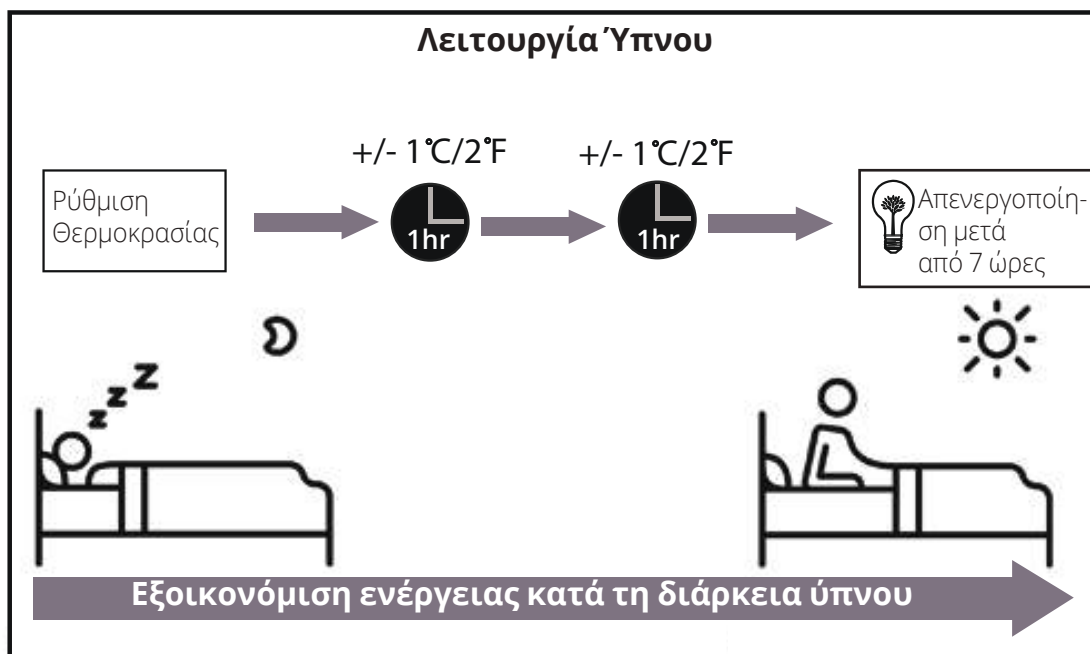 Λειτουργία Ύπνου
+/- 1℃/2℉
+/- 1℃/2℉
Ρύθμιση
Θερμοκρασίας
1hr
1hr
Απενεργοποίη-
ση μετά
από 7 ώρες
z z Z
Εξοικονόμιση ενέργειας κατά τη διάρκεια ύπνου